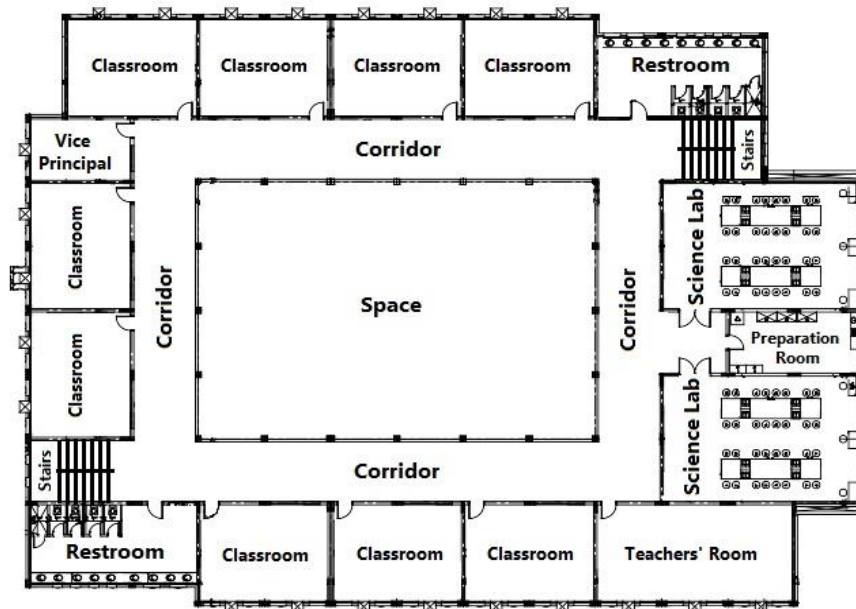 Classroom
Classroom
Classroom
Classroom
Restroom
Vice
Principal
Corridor
Stairs
Classroom
Science Lab
Corridor
Space
Corridor
Classroom
Preparation
Room
Science Lab
Corridor
Stairs
Restroom
Classroom
Classroom
Classroom
Teachers' Room